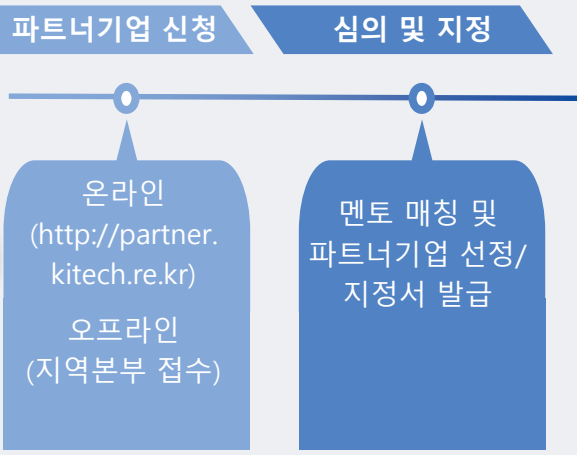 파트너기업 신청
심의 및 지정
온라인
(http://partner.
kitech.re.kr)
오프라인
(지역본부 접수)
멘토 매칭 및
파트너기업 선정/
지정서 발급